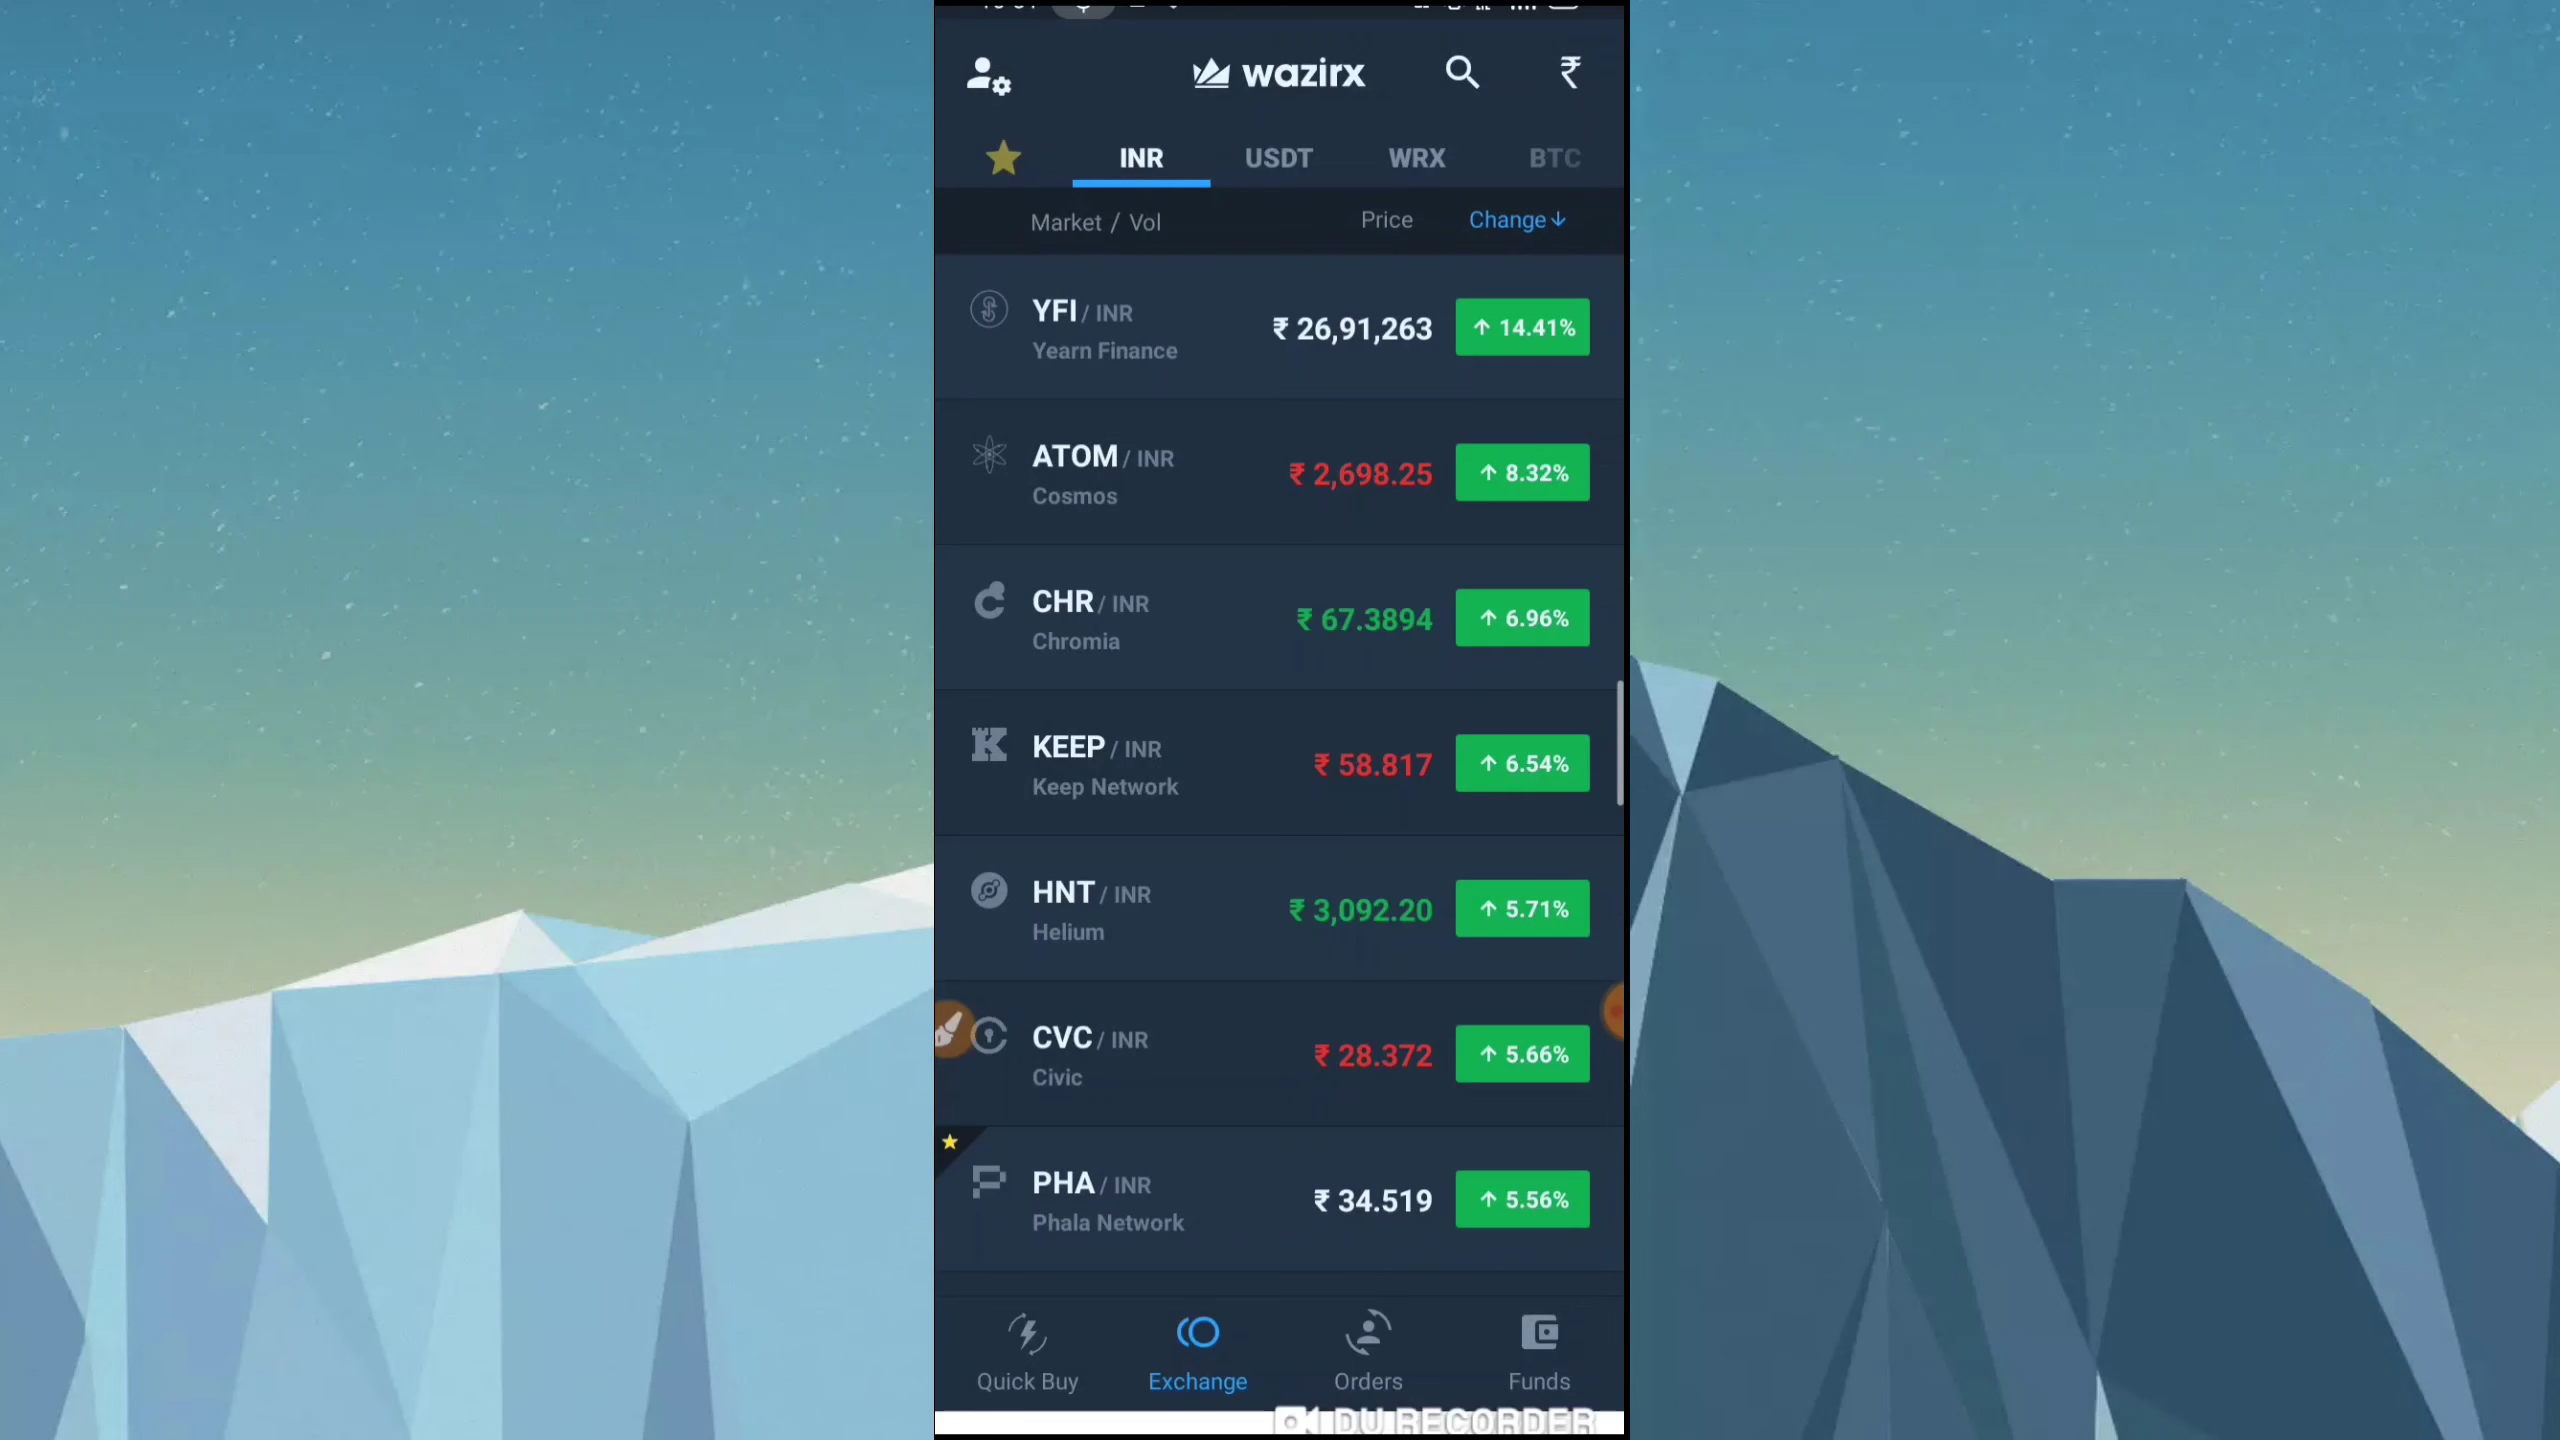 wazirx ₹
INR USDT WRX BTC
Market / Vol Price Change↓
YFI / INR ₹ 26,91,263 ↑ 14.41%
Yearn Finance
ATOM / INR ₹ 2,698.25 ↑ 8.32%
Cosmos
CHR / INR ₹ 67.3894 ↑ 6.96%
Chromia
KEEP / INR ₹ 58.817 ↑ 6.54%
Keep Network
HNT / INR ₹ 3,092.20 ↑ 5.71%
Helium
CVC / INR ₹ 28.372 ↑ 5.66%
Civic
PHA / INR ₹ 34.519 ↑ 5.56%
Phala Network
Quick Buy Exchange Orders Funds
DU RECORDER